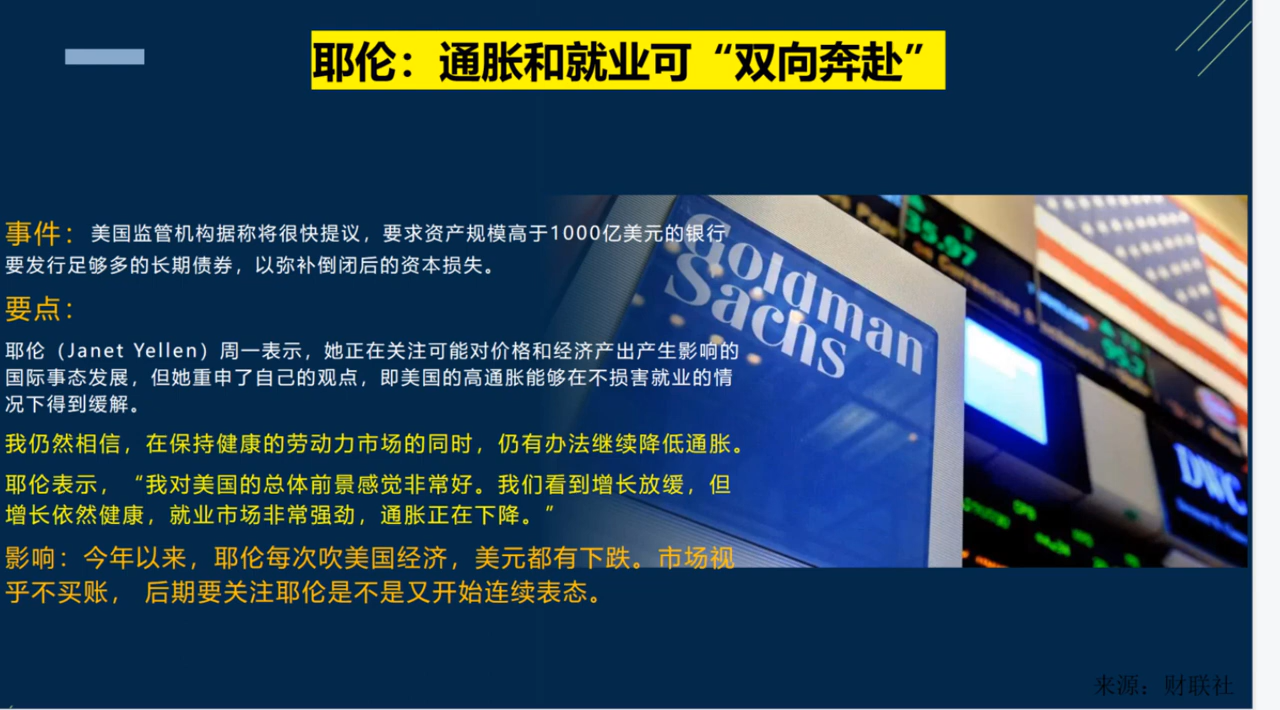 耶伦：通胀和就业可“双向奔赴”
事件：美国监管机构据称将很快提议，要求资产规模高于1000亿美元的银行
要发行足够多的长期债券，以弥补倒闭后的资本损失。
要点：
耶伦（Janet Yellen）周一表示，她正在关注可能对价格和经济产出产生影响的
国际事态发展，但她重申了自己的观点，即美国的高通胀能够在不损害就业的情
况下得到缓解。
我仍然相信，在保持健康的劳动力市场的同时，仍有办法继续降低通胀。
耶伦表示，“我对美国的总体前景感觉非常好。我们看到增长放缓，但
增长依然健康，就业市场非常强劲，通胀正在下降。”
影响：今年以来，耶伦每次吹美国经济，美元都有下跌。市场视
乎不买账， 后期要关注耶伦是不是又开始连续表态。
Goldman
Sachs
35.97
DWC
来源：财联社